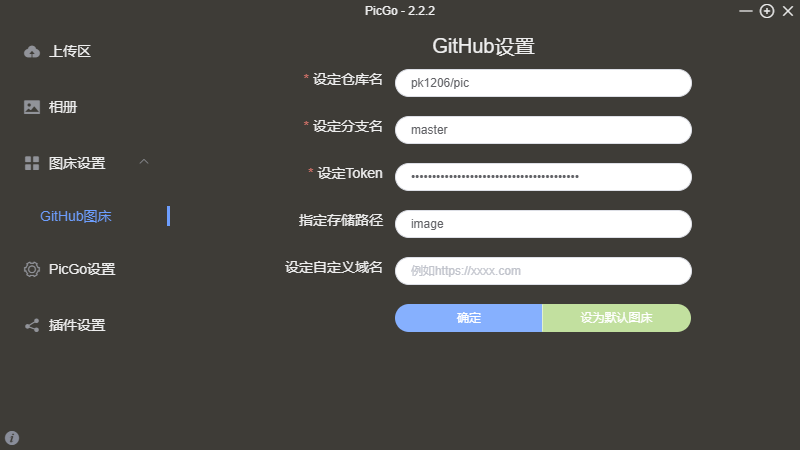 PicGo - 2.2.2
上传区
相册
图床设置
GitHub图床
PicGo设置
插件设置
GitHub设置
* 设定仓库名
pk1206/pic
* 设定分支名
master
* 设定Token
••••••••••••••••••••••••••••••••••••••••
指定存储路径
image
设定自定义域名
例如https://xxxx.com
确定
设为默认图床